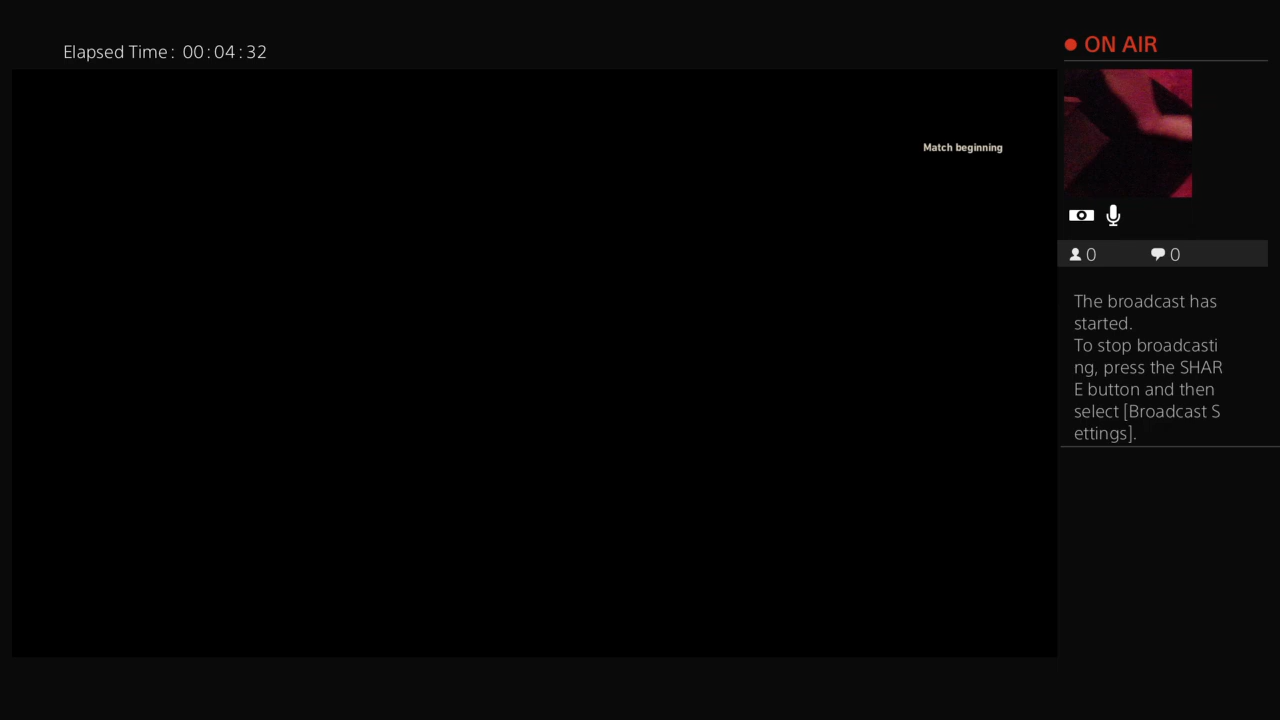 Elapsed Time: 00:04:32
ON AIR
Match beginning
0 0
The broadcast has
started.
To stop broadcasti
ng, press the SHAR
E button and then
select [Broadcast S
ettings].